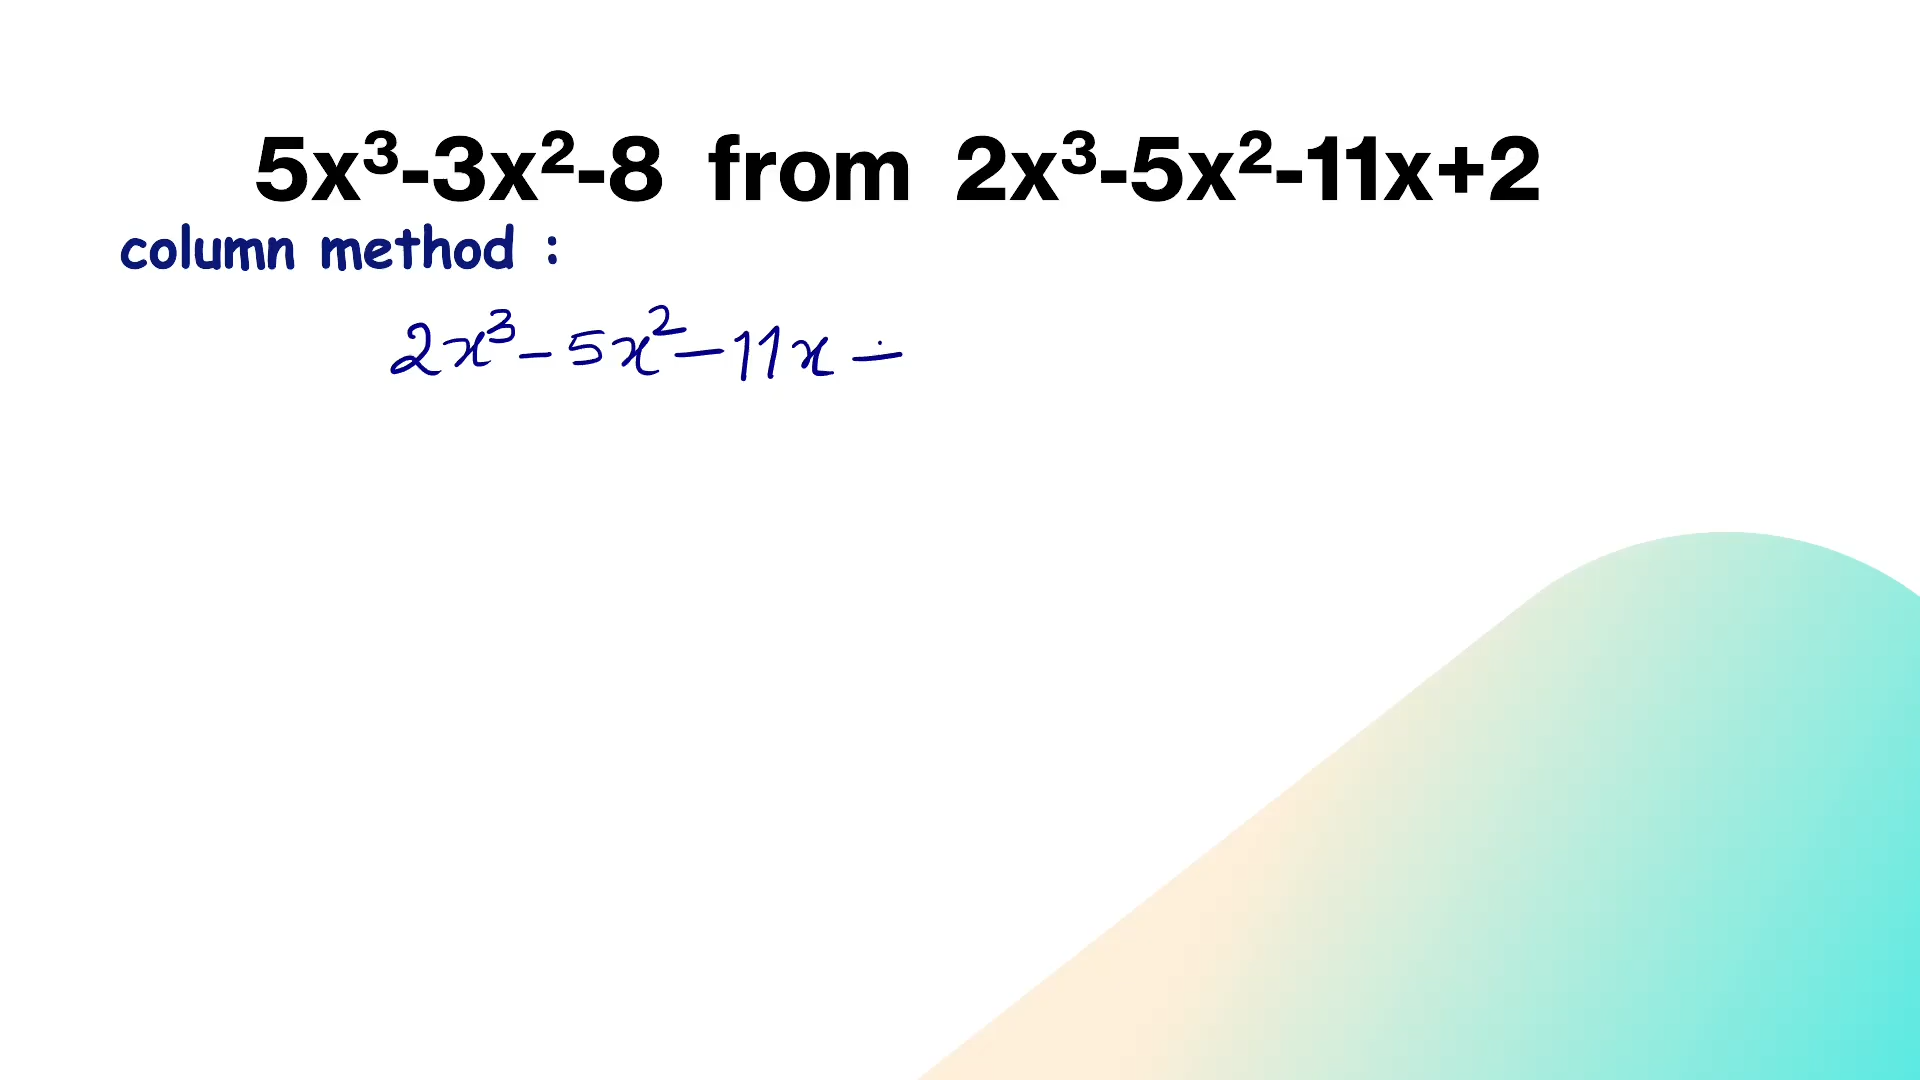 5x³-3x²-8 from 2x³-5x²-11x+2
column method :
2x³ - 5x² - 11x -